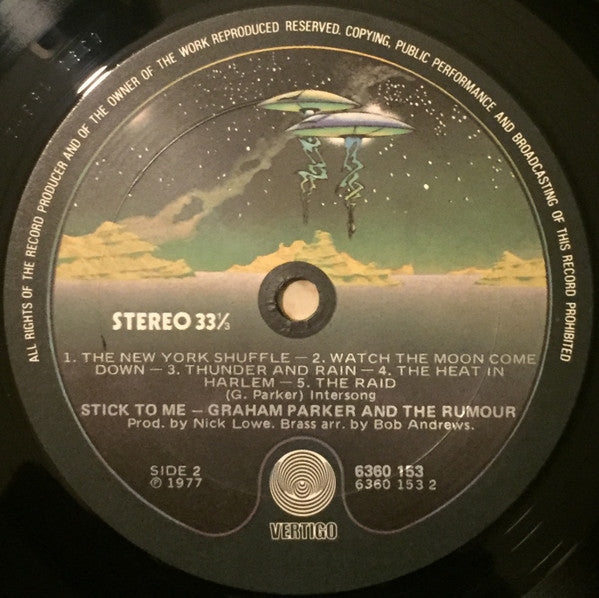 ALL RIGHTS OF THE RECORD PRODUCER AND OF THE OWNER OF THE WORK REPRODUCED RESERVED. COPYING, PUBLIC PERFORMANCE AND BROADCASTING OF THIS RECORD PROHIBITED
STEREO 33⅓
1. THE NEW YORK SHUFFLE — 2. WATCH THE MOON COME
DOWN — 3. THUNDER AND RAIN — 4. THE HEAT IN
HARLEM — 5. THE RAID
(G. Parker) Intersong
STICK TO ME — GRAHAM PARKER AND THE RUMOUR
Prod. by Nick Lowe. Brass arr. by Bob Andrews.
SIDE 2
℗ 1977
6360 153
6360 153 2
VERTIGO